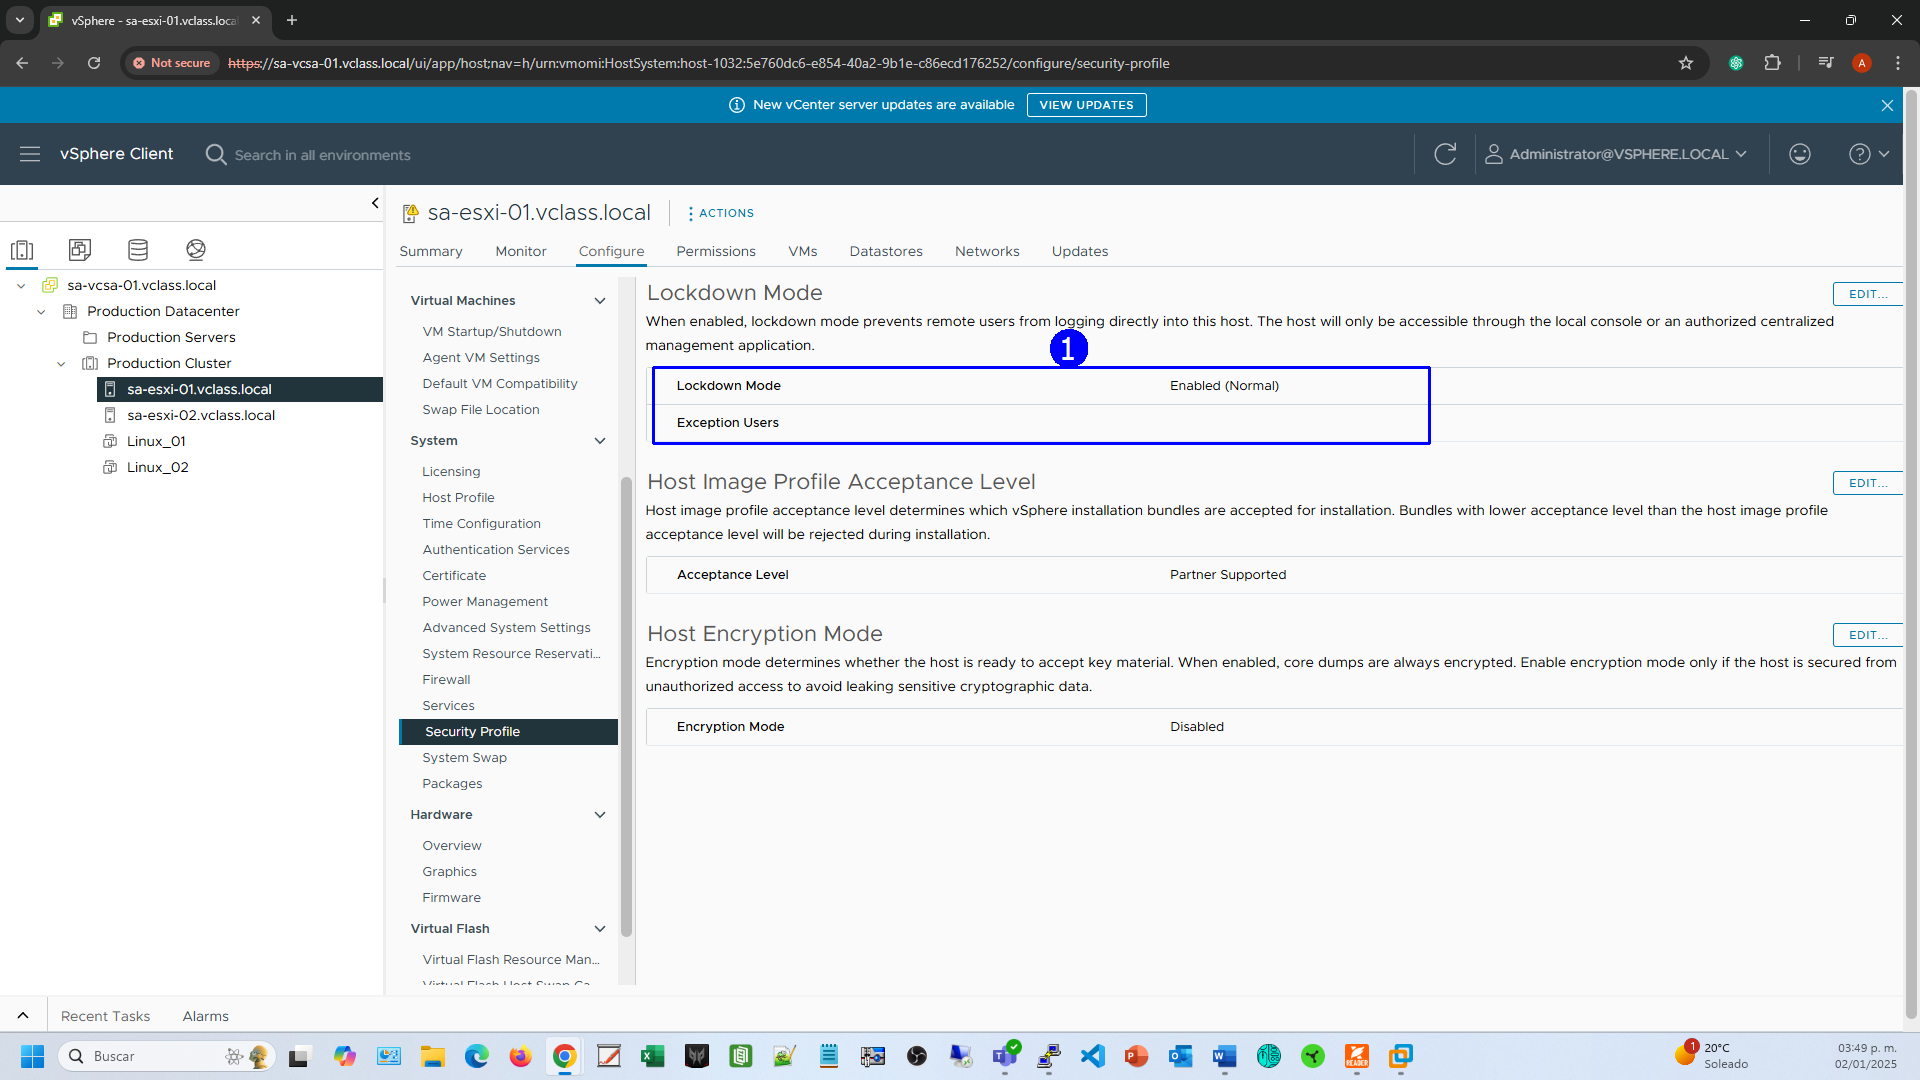 vSphere - sa-esxi-01.vclass.loca
Not secure
https://sa-vcsa-01.vclass.local/ui/app/host;nav=h/urn:vmomi:HostSystem:host-1032:5e760dc6-e854-40a2-9b1e-c86ecd176252/configure/security-profile
A
New vCenter server updates are available
VIEW UPDATES
vSphere Client
Search in all environments
Administrator@VSPHERE.LOCAL
sa-esxi-01.vclass.local
ACTIONS
Summary Monitor Configure Permissions VMs Datastores Networks Updates
sa-vcsa-01.vclass.local
Production Datacenter
Production Servers
Production Cluster
sa-esxi-01.vclass.local
sa-esxi-02.vclass.local
Linux_01
Linux_02
Virtual Machines
VM Startup/Shutdown
Agent VM Settings
Default VM Compatibility
Swap File Location
System
Licensing
Host Profile
Time Configuration
Authentication Services
Certificate
Power Management
Advanced System Settings
System Resource Reservati...
Firewall
Services
Security Profile
System Swap
Packages
Hardware
Overview
Graphics
Firmware
Virtual Flash
Virtual Flash Resource Man...
Virtual Flash Host Swap Ca...
Lockdown Mode
EDIT...
When enabled, lockdown mode prevents remote users from logging directly into this host. The host will only be accessible through the local console or an authorized centralized
management application.
1
Lockdown Mode Enabled (Normal)
Exception Users
Host Image Profile Acceptance Level
EDIT...
Host image profile acceptance level determines which vSphere installation bundles are accepted for installation. Bundles with lower acceptance level than the host image profile
acceptance level will be rejected during installation.
Acceptance Level Partner Supported
Host Encryption Mode
EDIT...
Encryption mode determines whether the host is ready to accept key material. When enabled, core dumps are always encrypted. Enable encryption mode only if the host is secured from
unauthorized access to avoid leaking sensitive cryptographic data.
Encryption Mode Disabled
Recent Tasks Alarms
Buscar
1
20°C
Soleado
03:49 p. m.
02/01/2025